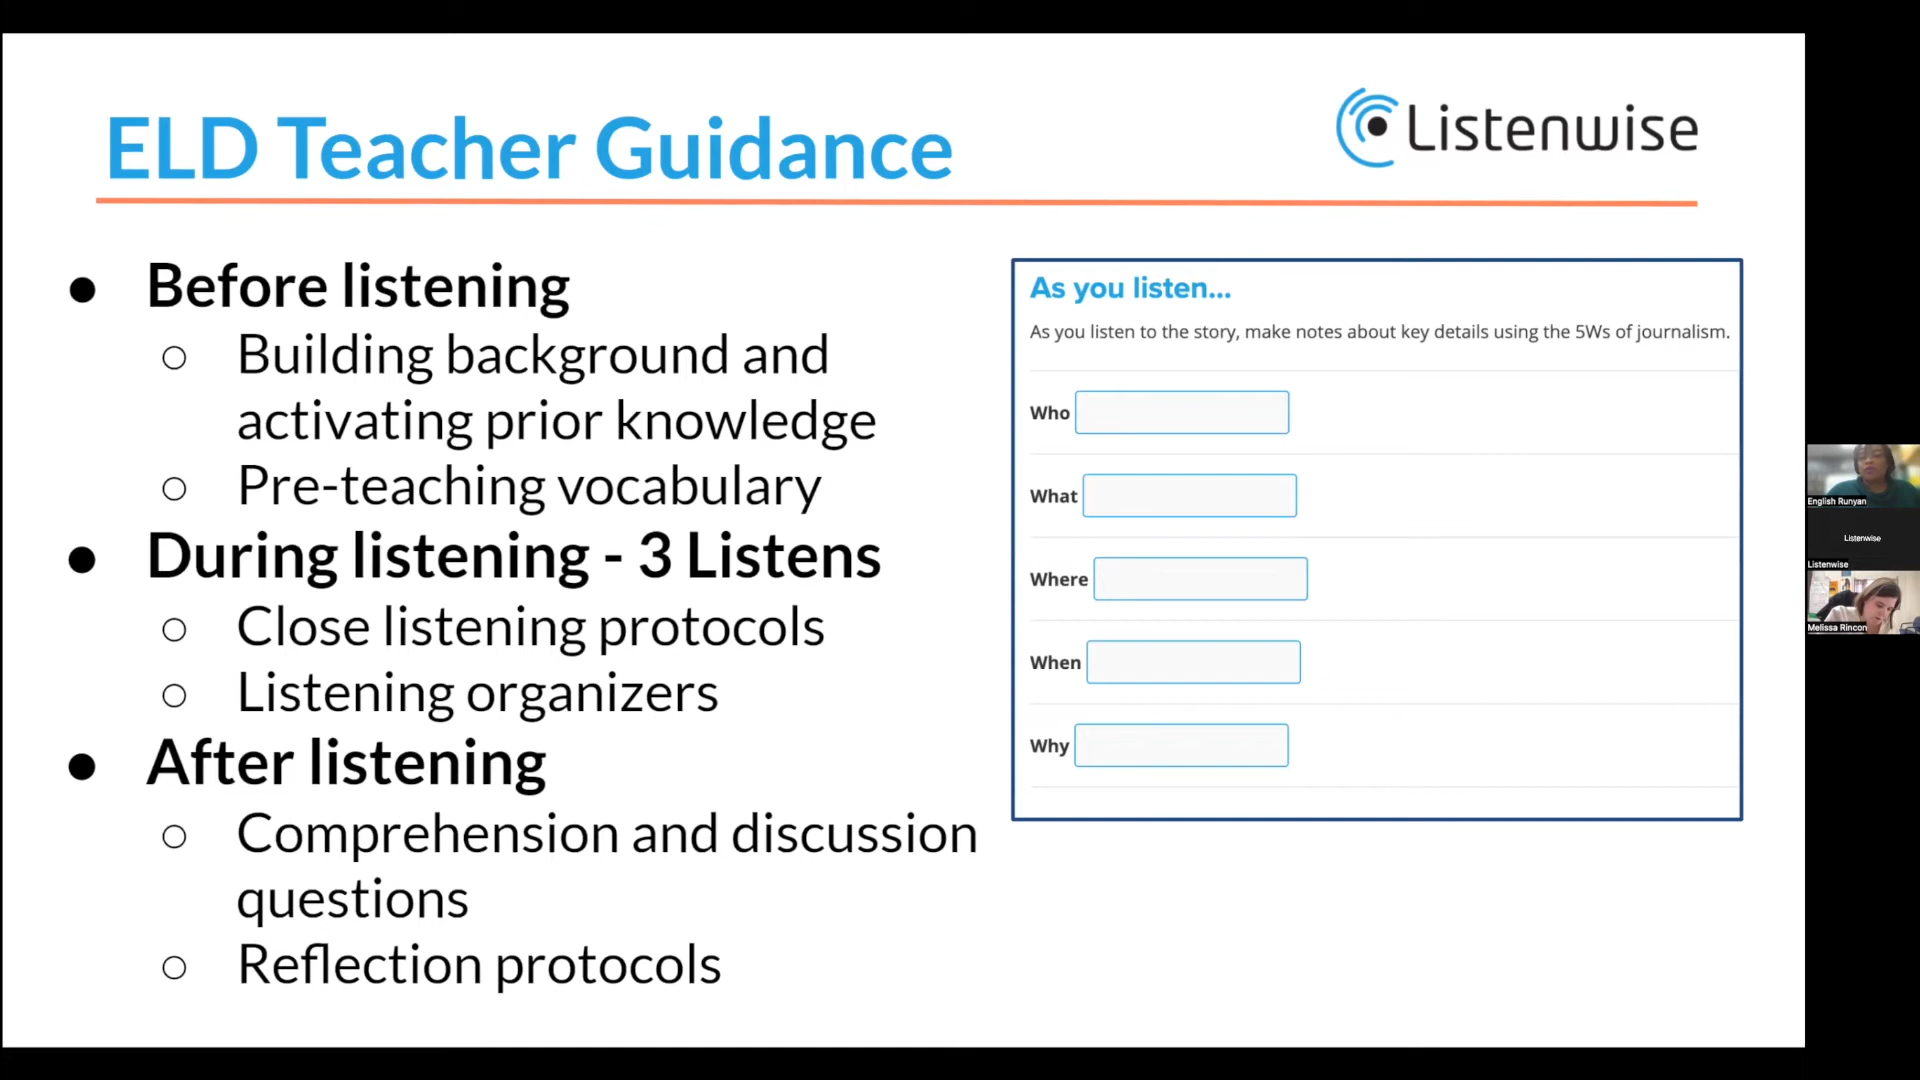 ELD Teacher Guidance
Listenwise
● Before listening
○ Building background and
activating prior knowledge
○ Pre-teaching vocabulary
● During listening - 3 Listens
○ Close listening protocols
○ Listening organizers
● After listening
○ Comprehension and discussion
questions
○ Reflection protocols
As you listen...
As you listen to the story, make notes about key details using the 5Ws of journalism.
Who
What
Where
When
Why
English Runyan
Listenwise
Listenwise
Melissa Rincon